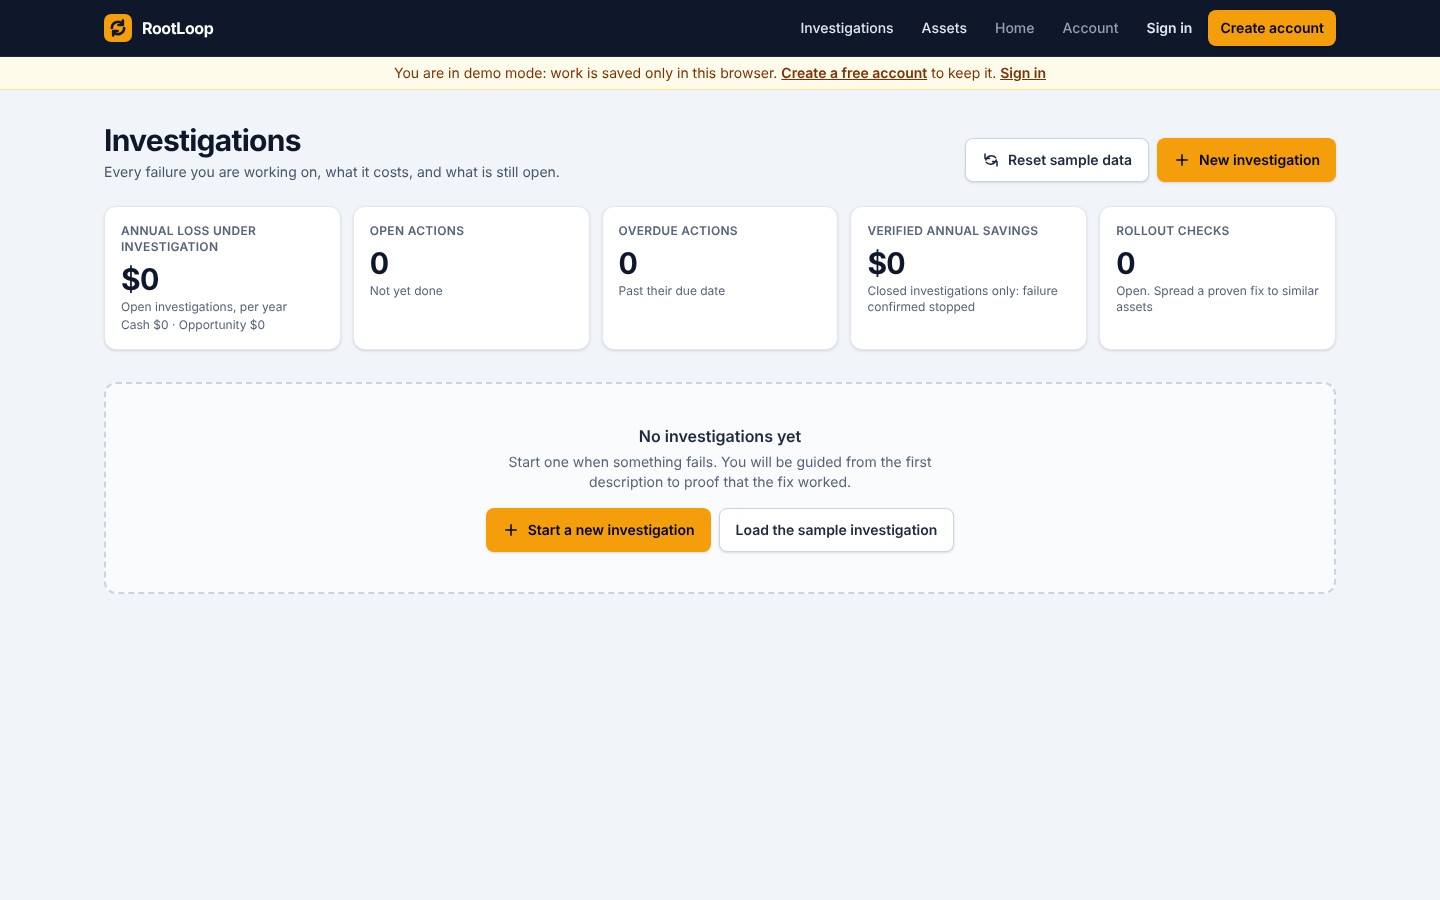 RootLoop
Investigations
Assets
Home
Account
Sign in
Create account
You are in demo mode: work is saved only in this browser. Create a free account to keep it. Sign in
Investigations
Every failure you are working on, what it costs, and what is still open.
Reset sample data
New investigation
ANNUAL LOSS UNDER
INVESTIGATION
$0
Open investigations, per year
Cash $0 · Opportunity $0
OPEN ACTIONS
0
Not yet done
OVERDUE ACTIONS
0
Past their due date
VERIFIED ANNUAL SAVINGS
$0
Closed investigations only: failure
confirmed stopped
ROLLOUT CHECKS
0
Open. Spread a proven fix to similar
assets
No investigations yet
Start one when something fails. You will be guided from the first
description to proof that the fix worked.
Start a new investigation
Load the sample investigation